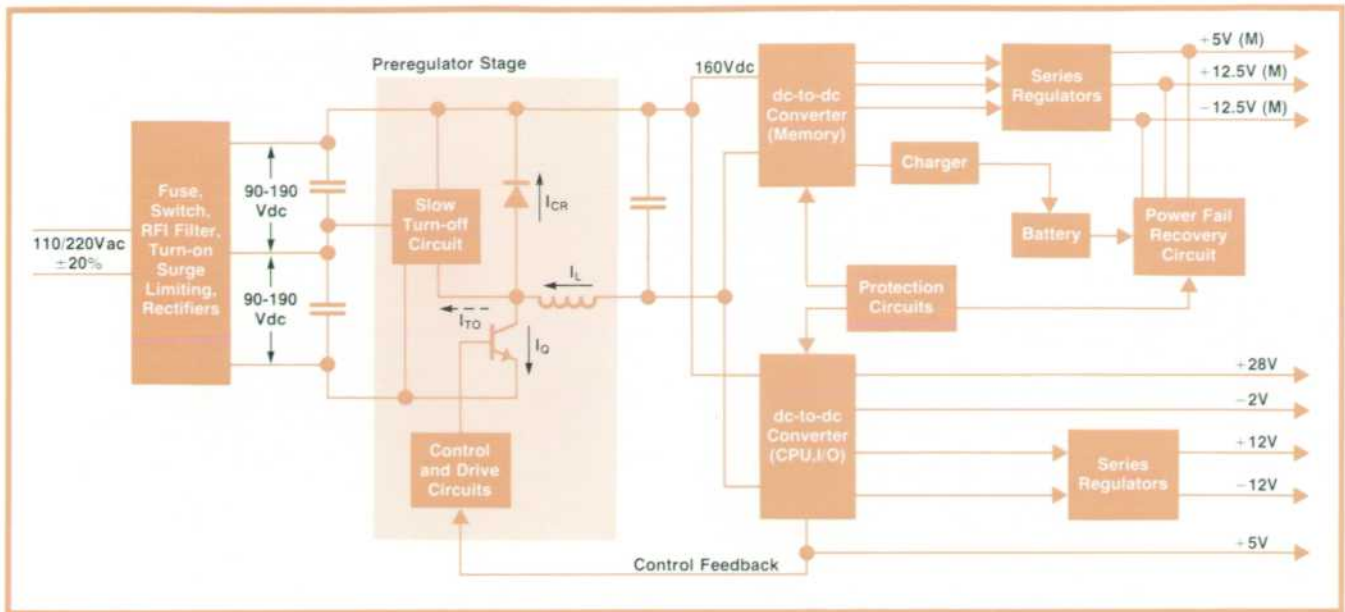 Preregulator Stage
Fuse,
Switch,
RFI Filter,
Turn-on
Surge
Limiting,
Rectifiers
110/220Vac
±20%
90-190
Vdc
90-190
Vdc
Slow
Turn-off
Circuit
I_CR
I_L
I_TO
I_Q
Control
and Drive
Circuits
160Vdc
dc-to-dc
Converter
(Memory)
Series
Regulators
+5V (M)
+12.5V (M)
−12.5V (M)
Charger
Battery
Power Fail
Recovery
Circuit
Protection
Circuits
dc-to-dc
Converter
(CPU,I/O)
Series
Regulators
+28V
−2V
+12V
−12V
+5V
Control Feedback